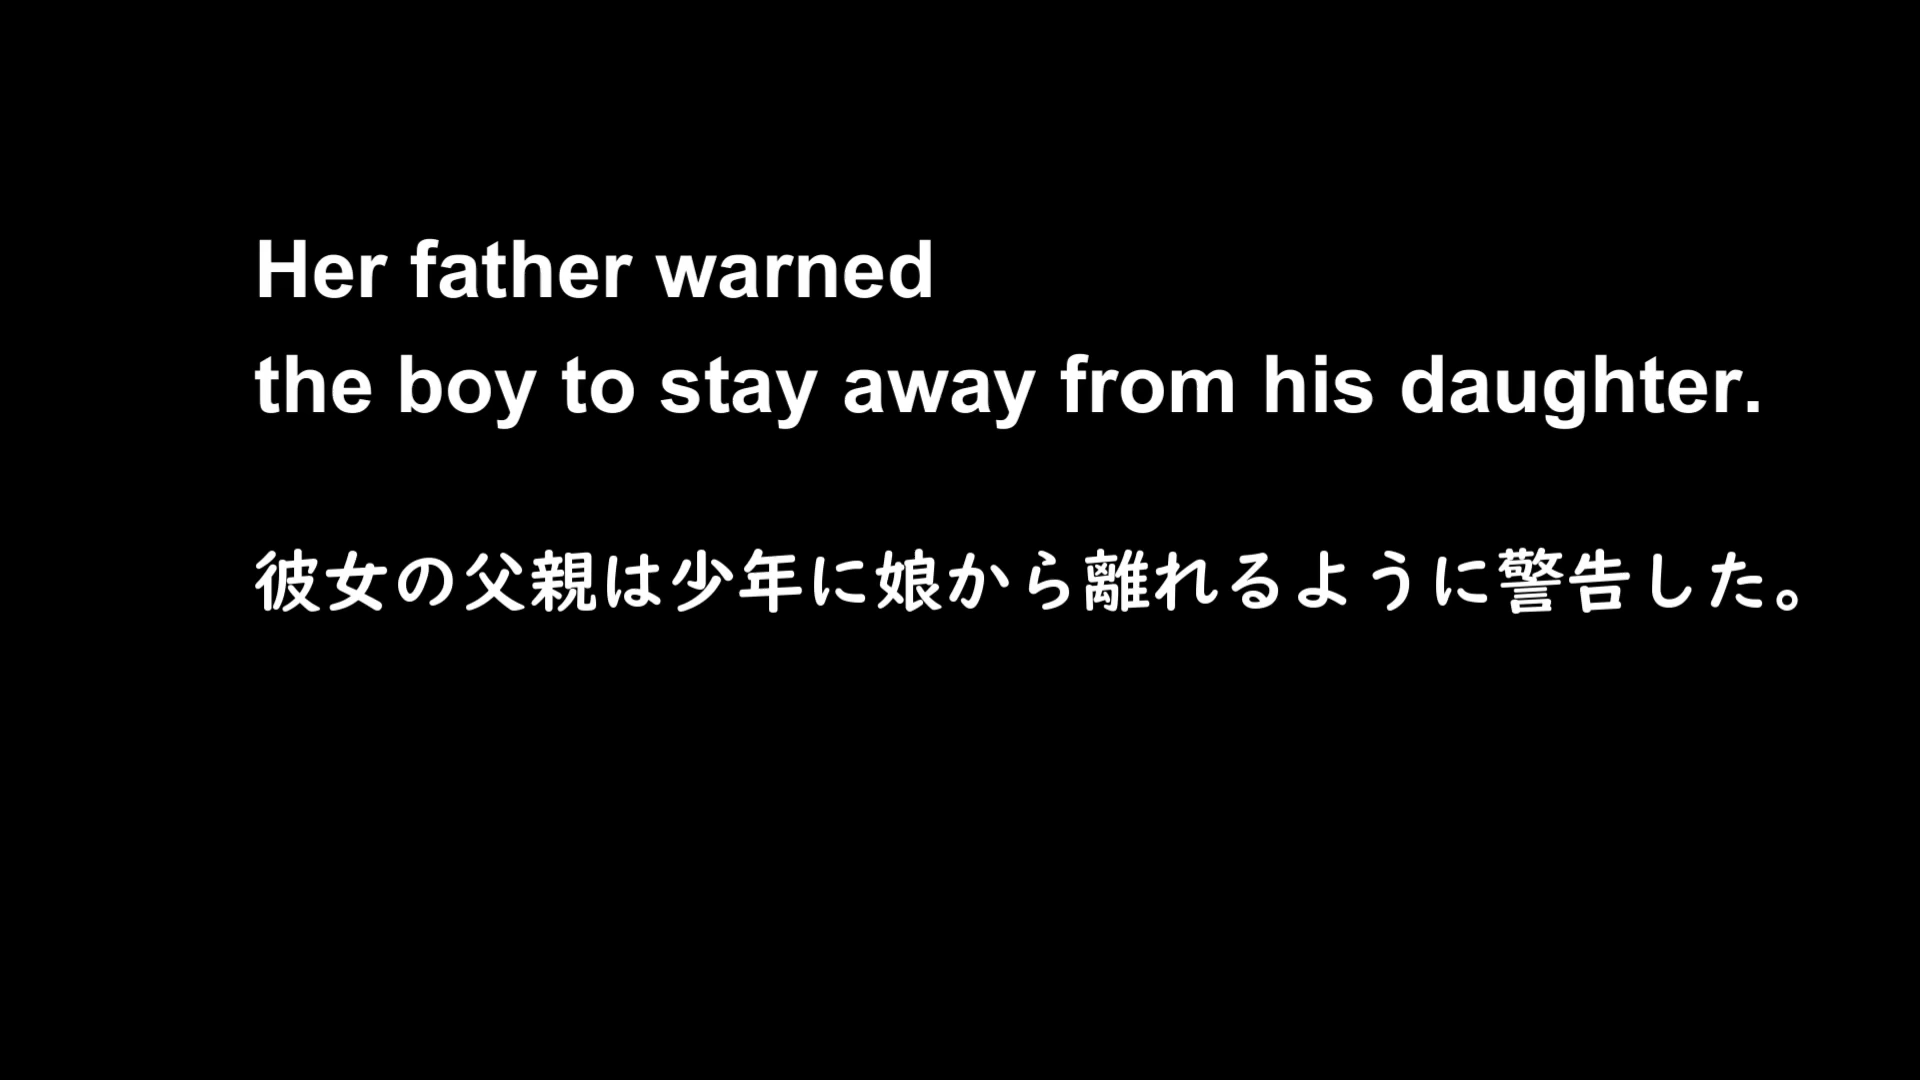 Her father warned
the boy to stay away from his daughter.
彼女の父親は少年に娘から離れるように警告した。